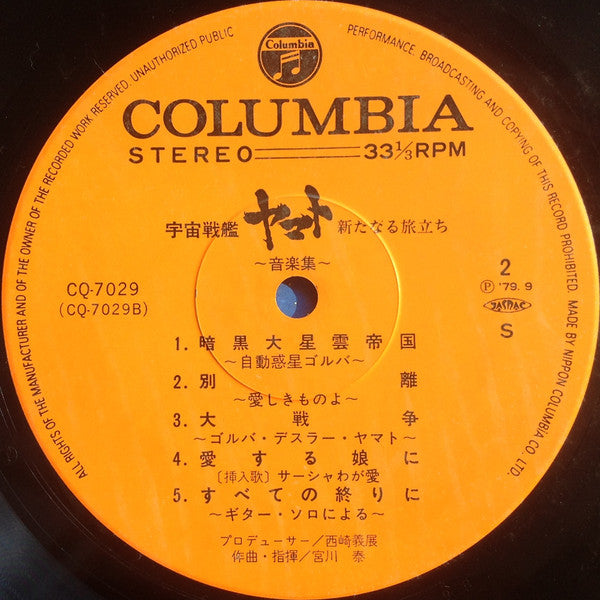 Columbia
ALL RIGHTS OF THE MANUFACTURER AND OF THE OWNER OF THE RECORDED WORK RESERVED. UNAUTHORIZED PUBLIC PERFORMANCE, BROADCASTING AND COPYING OF THIS RECORD PROHIBITED. MADE BY NIPPON COLUMBIA CO., LTD.
COLUMBIA
STEREO 33⅓ RPM
宇宙戦艦 ヤマト 新たなる旅立ち
〜音楽集〜
CQ-7029
(CQ-7029B)
2
Ⓟ '79. 9
JASRAC
S
1. 暗黒大星雲帝国
〜自動惑星ゴルバ〜
2. 別離
〜愛しきものよ〜
3. 大戦争
〜ゴルバ・デスラー・ヤマト〜
4. 愛する娘に
〔挿入歌〕サーシャわが愛
5. すべての終りに
〜ギター・ソロによる〜
プロデューサー/西崎義展
作曲・指揮/宮川 泰